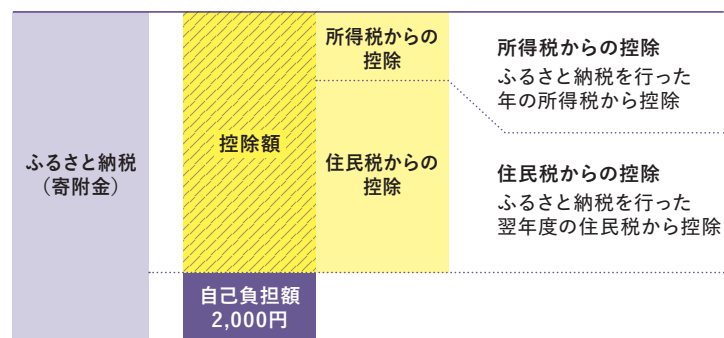 ふるさと納税
（寄附金）
控除額
自己負担額
2,000円
所得税からの
控除
住民税からの
控除
所得税からの控除
ふるさと納税を行った
年の所得税から控除
住民税からの控除
ふるさと納税を行った
翌年度の住民税から控除